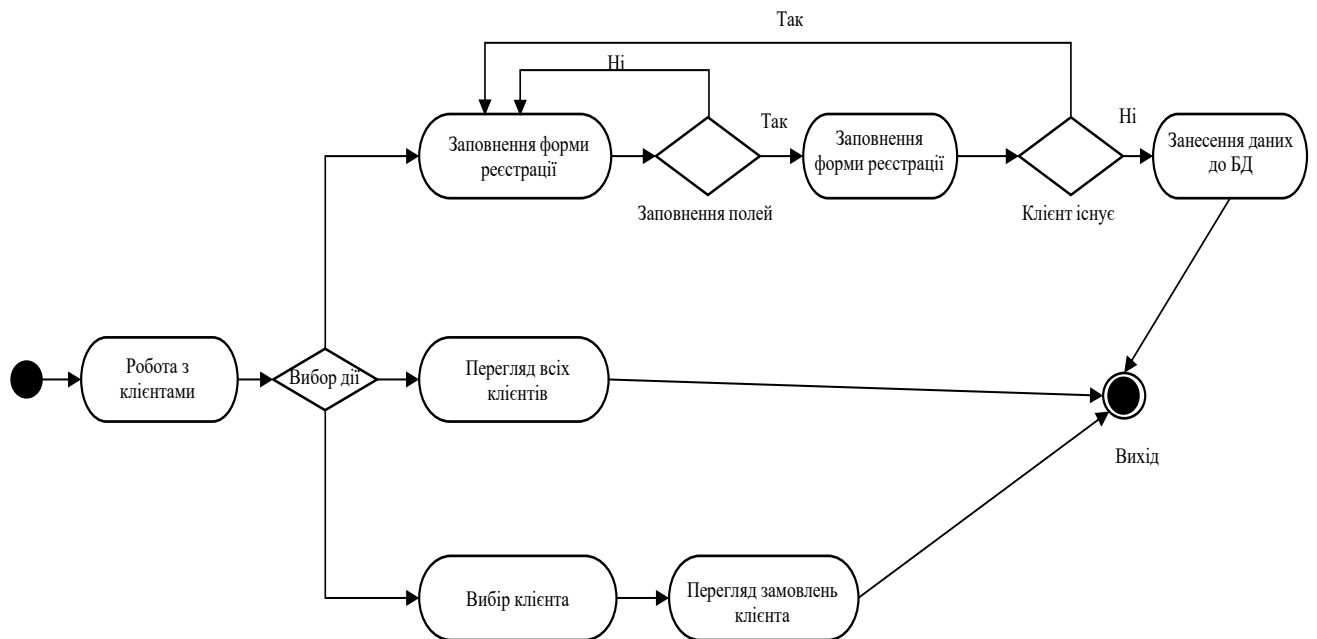 Так
Ні
Заповнення форми
реєстрації
Так
Заповнення
форми реєстрації
Ні
Занесення даних
до БД
Заповнення полей
Клієнт існує
Робота з
клієнтами
Вибор дії
Перегляд всіх
клієнтів
Вихід
Вибір клієнта
Перегляд замовлень
клієнта